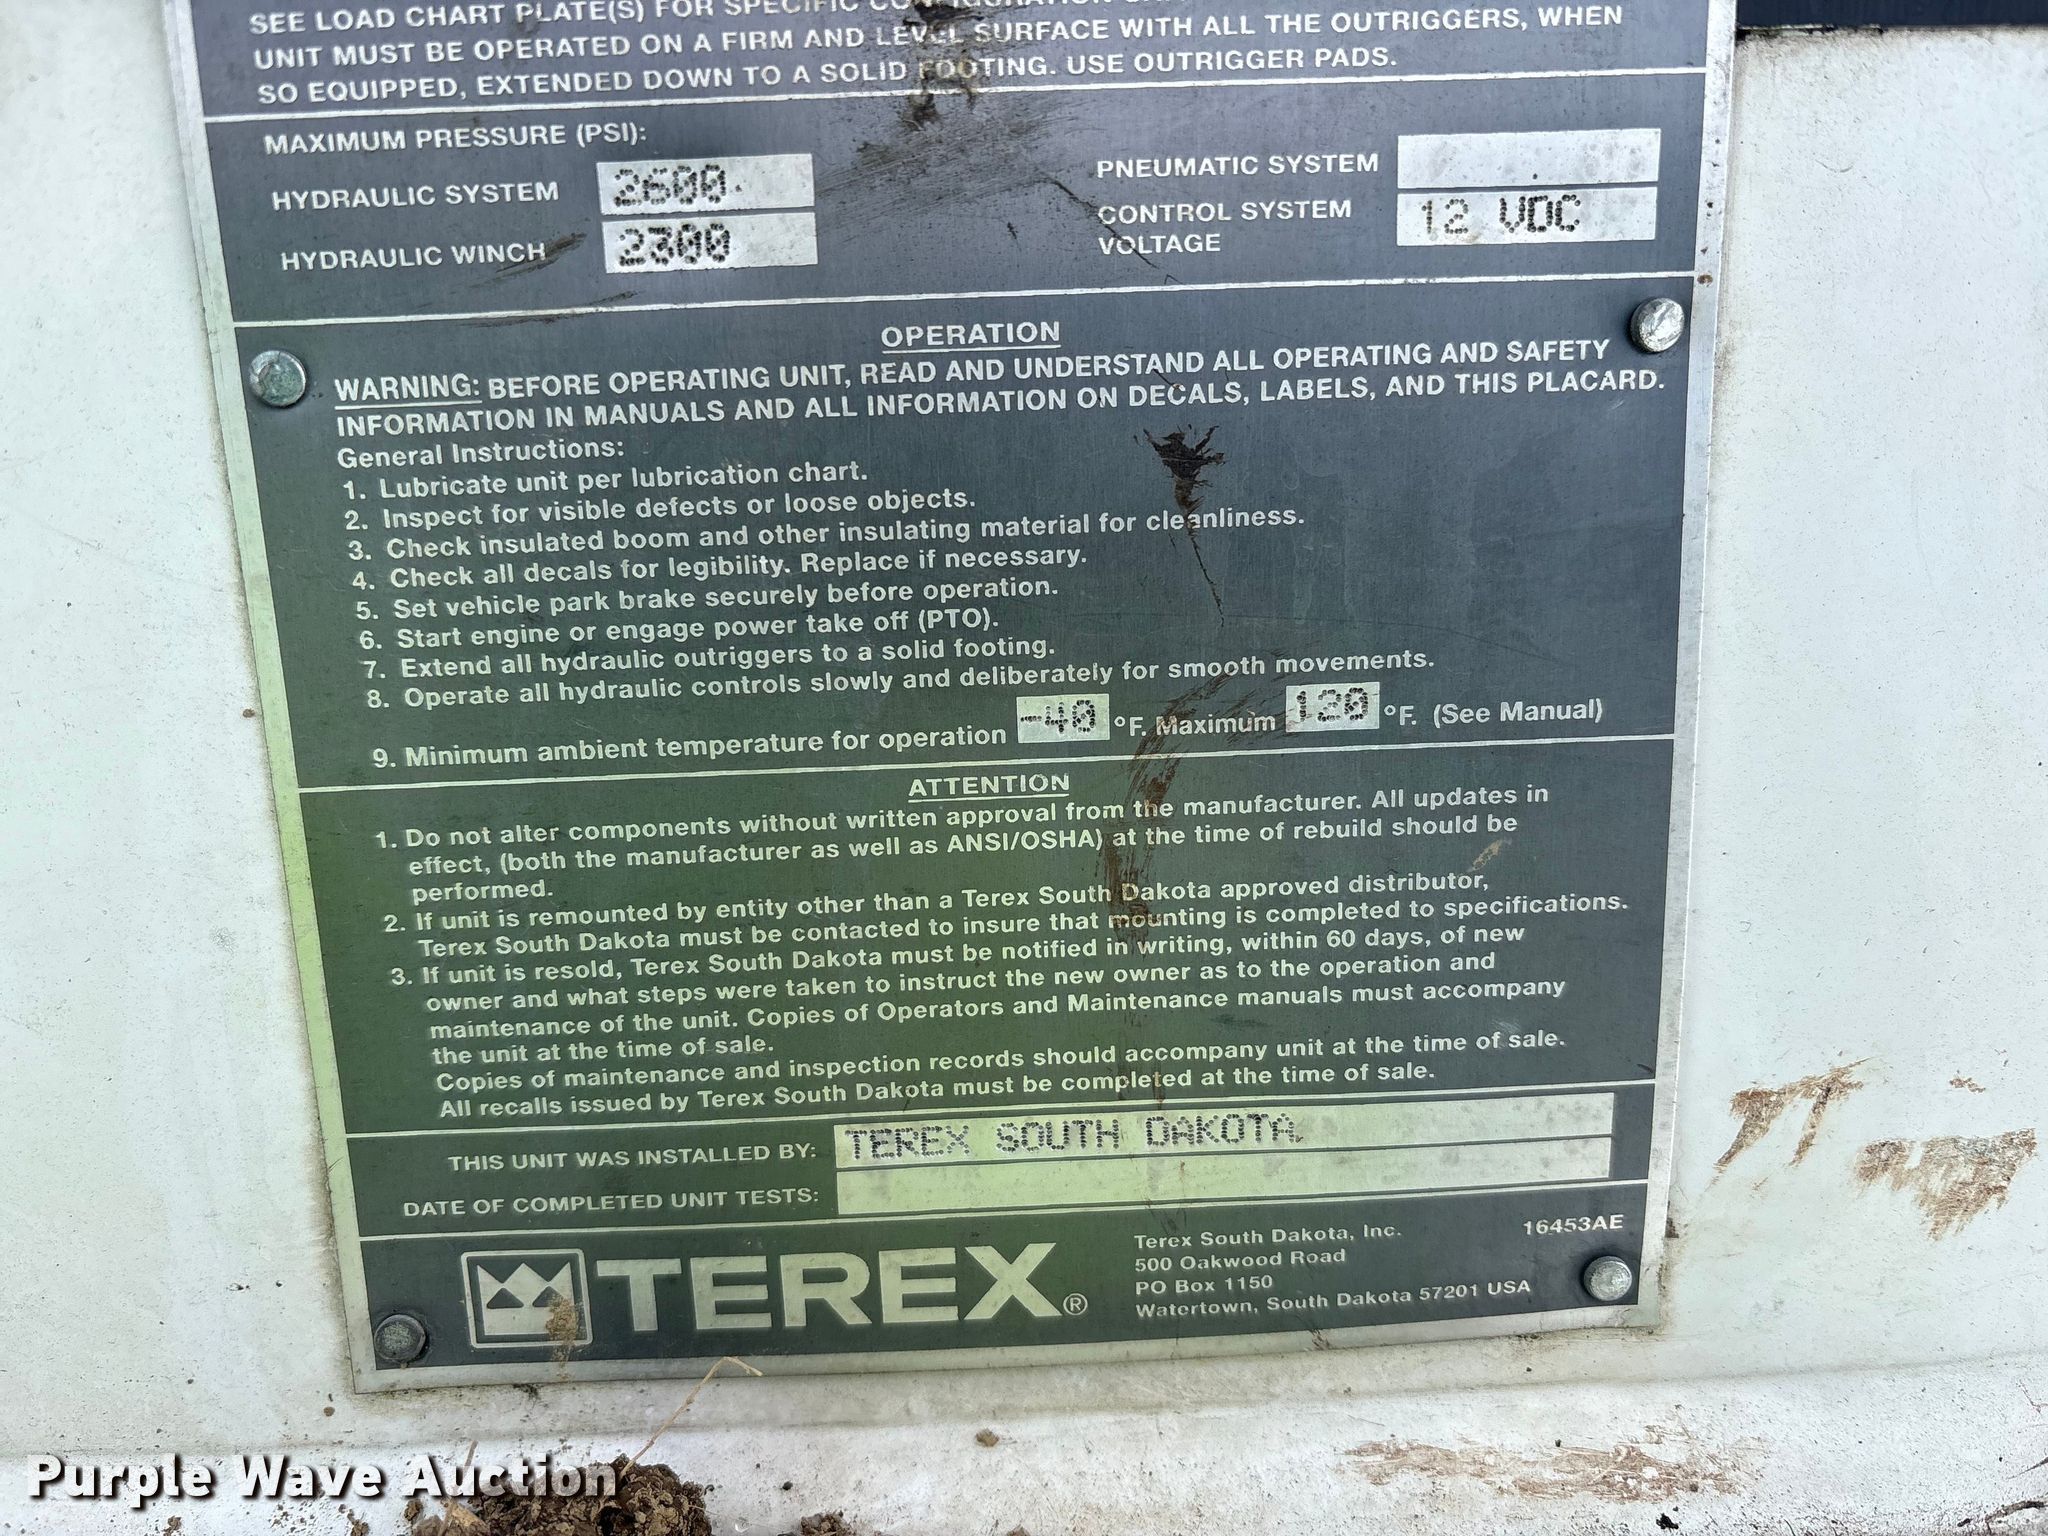 SEE LOAD CHART PLATE(S) FOR SPECIFIC
UNIT MUST BE OPERATED ON A FIRM AND LEVEL SURFACE WITH ALL THE OUTRIGGERS, WHEN
SO EQUIPPED, EXTENDED DOWN TO A SOLID FOOTING. USE OUTRIGGER PADS.
MAXIMUM PRESSURE (PSI):
HYDRAULIC SYSTEM 2600
HYDRAULIC WINCH 2300
PNEUMATIC SYSTEM
CONTROL SYSTEM
VOLTAGE
12 VDC
OPERATION
WARNING: BEFORE OPERATING UNIT, READ AND UNDERSTAND ALL OPERATING AND SAFETY
INFORMATION IN MANUALS AND ALL INFORMATION ON DECALS, LABELS, AND THIS PLACARD.
General Instructions:
1. Lubricate unit per lubrication chart.
2. Inspect for visible defects or loose objects.
3. Check insulated boom and other insulating material for cleanliness.
4. Check all decals for legibility. Replace if necessary.
5. Set vehicle park brake securely before operation.
6. Start engine or engage power take off (PTO).
7. Extend all hydraulic outriggers to a solid footing.
8. Operate all hydraulic controls slowly and deliberately for smooth movements.
9. Minimum ambient temperature for operation -40 °F. Maximum 120 °F. (See Manual)
ATTENTION
1. Do not alter components without written approval from the manufacturer. All updates in
effect, (both the manufacturer as well as ANSI/OSHA) at the time of rebuild should be
performed.
2. If unit is remounted by entity other than a Terex South Dakota approved distributor,
Terex South Dakota must be contacted to insure that mounting is completed to specifications.
3. If unit is resold, Terex South Dakota must be notified in writing, within 60 days, of new
owner and what steps were taken to instruct the new owner as to the operation and
maintenance of the unit. Copies of Operators and Maintenance manuals must accompany
the unit at the time of sale.
Copies of maintenance and inspection records should accompany unit at the time of sale.
All recalls issued by Terex South Dakota must be completed at the time of sale.
THIS UNIT WAS INSTALLED BY: TEREX SOUTH DAKOTA
DATE OF COMPLETED UNIT TESTS:
TEREX®
Terex South Dakota, Inc.
500 Oakwood Road
PO Box 1150
Watertown, South Dakota 57201 USA
16453AE
Purple Wave Auction